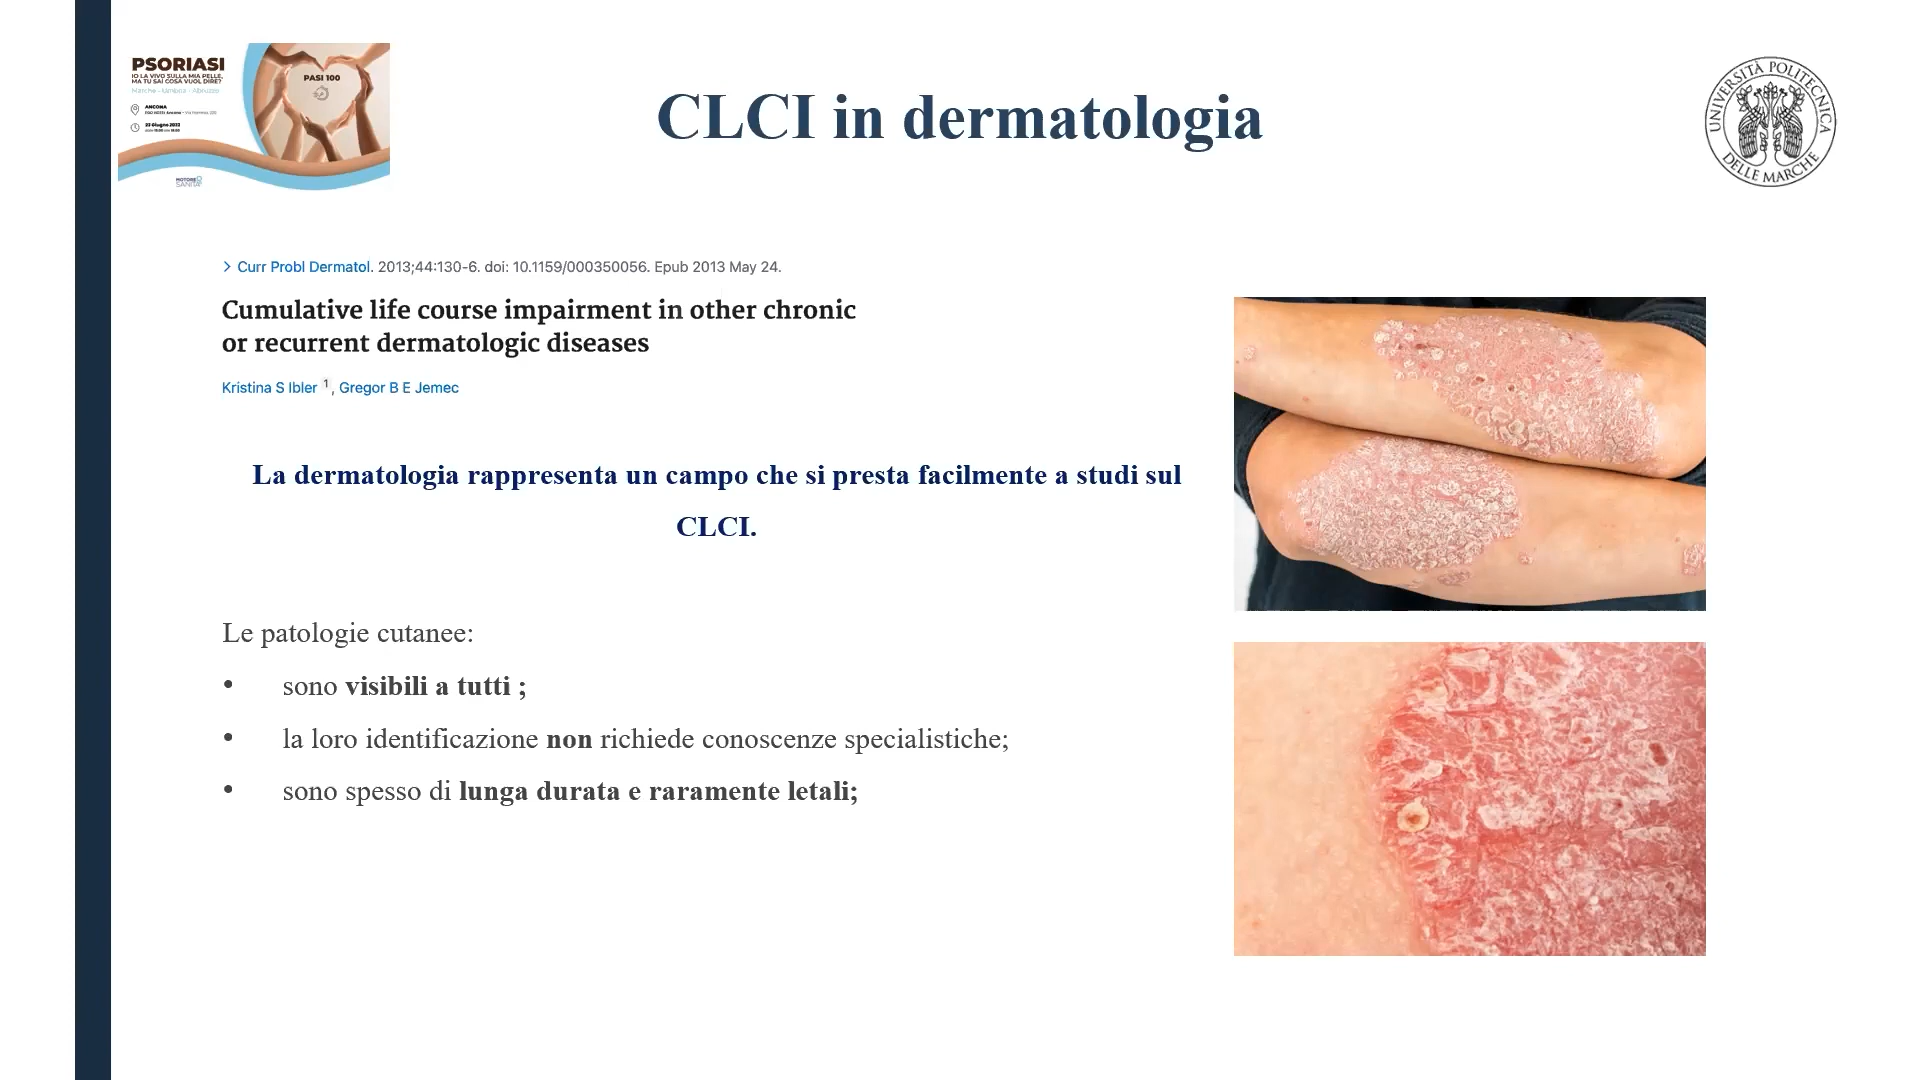 PSORIASI
IO LA VIVO SULLA MIA PELLE,
MA TU SAI COSA VUOL DIRE?
Marche - Umbria - Abruzzo
ANCONA
22 Giugno 2022
PASI 100
MOTORE
SANITÀ
CLCI in dermatologia
UNIVERSITÀ POLITECNICA
DELLE MARCHE
> Curr Probl Dermatol. 2013;44:130-6. doi: 10.1159/000350056. Epub 2013 May 24.
Cumulative life course impairment in other chronic
or recurrent dermatologic diseases
Kristina S Ibler 1, Gregor B E Jemec
La dermatologia rappresenta un campo che si presta facilmente a studi sul
CLCI.
Le patologie cutanee:
• sono visibili a tutti ;
• la loro identificazione non richiede conoscenze specialistiche;
• sono spesso di lunga durata e raramente letali;